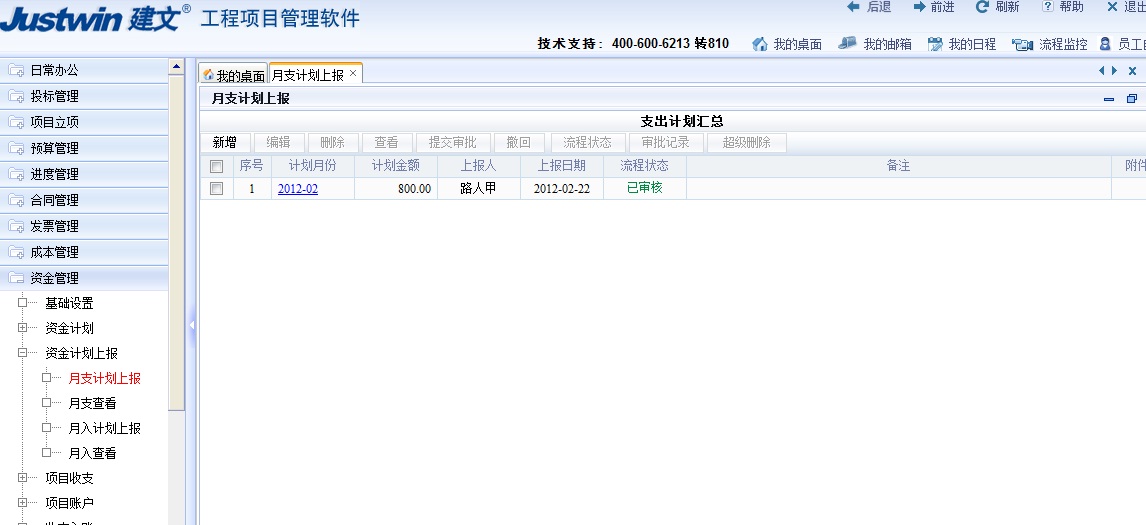 Justwin 建文® 工程项目管理软件
后退 前进 刷新 帮助 退出
技术支持：400-600-6213 转810 我的桌面 我的邮箱 我的日程 流程监控 员工自
日常办公
投标管理
项目立项
预算管理
进度管理
合同管理
发票管理
成本管理
资金管理
基础设置
资金计划
资金计划上报
月支计划上报
月支查看
月入计划上报
月入查看
项目收支
项目账户
我的桌面 月支计划上报
月支计划上报
支出计划汇总
新增 编辑 删除 查看 提交审批 撤回 流程状态 审批记录 超级删除
序号 计划月份 计划金额 上报人 上报日期 流程状态 备注 附件
1 2012-02 800.00 路人甲 2012-02-22 已审核